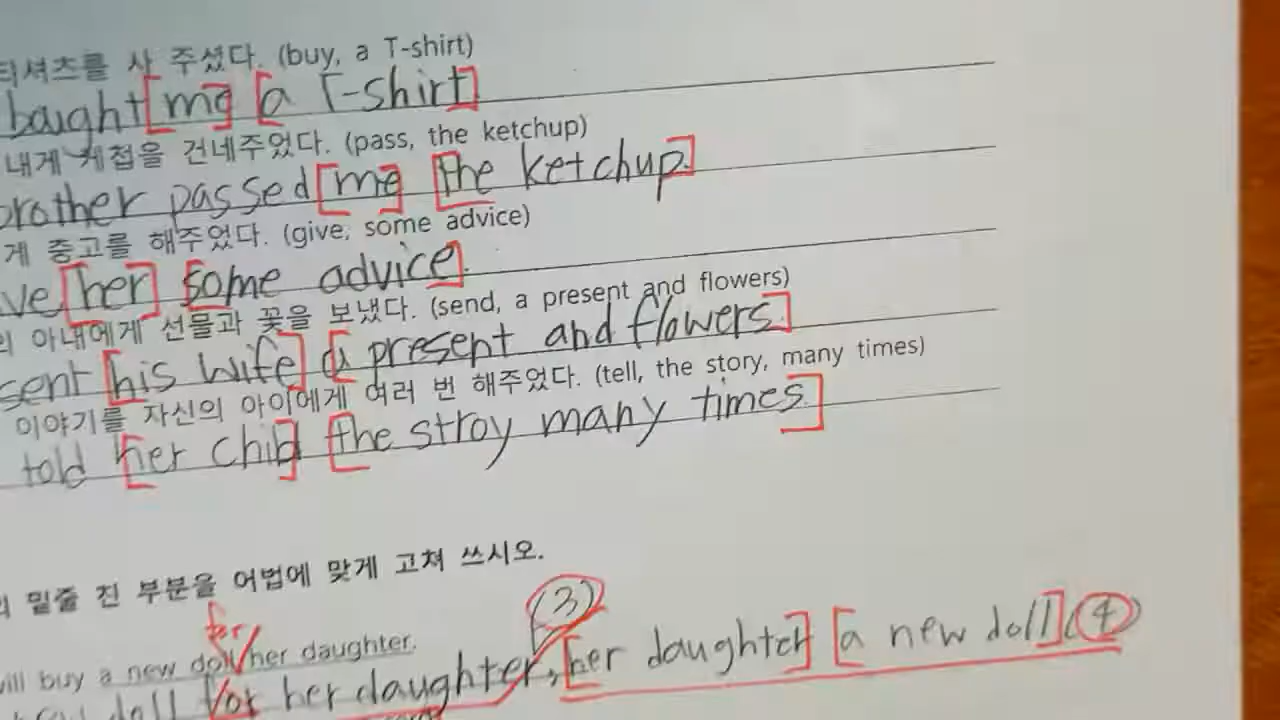 티셔츠를 사 주셨다. (buy, a T-shirt)
baught [me] [a T-shirt]
내게 케첩을 건네주었다. (pass, the ketchup)
brother passed [me] [the ketchup.]
게 중고를 해주었다. (give, some advice)
ve [her] [some advice].
의 아내에게 선물과 꽃을 보냈다. (send, a present and flowers)
sent [his wife] [a present and flowers.]
이야기를 자신의 아이에게 여러 번 해주었다. (tell, the story, many times)
told [her chid] [the stroy many times.]
밑줄 친 부분을 어법에 맞게 고쳐 쓰시오.
for
(3)
will buy a new doll/her daughter.
doll for her daughter, [her daughter] [a new doll] (4)